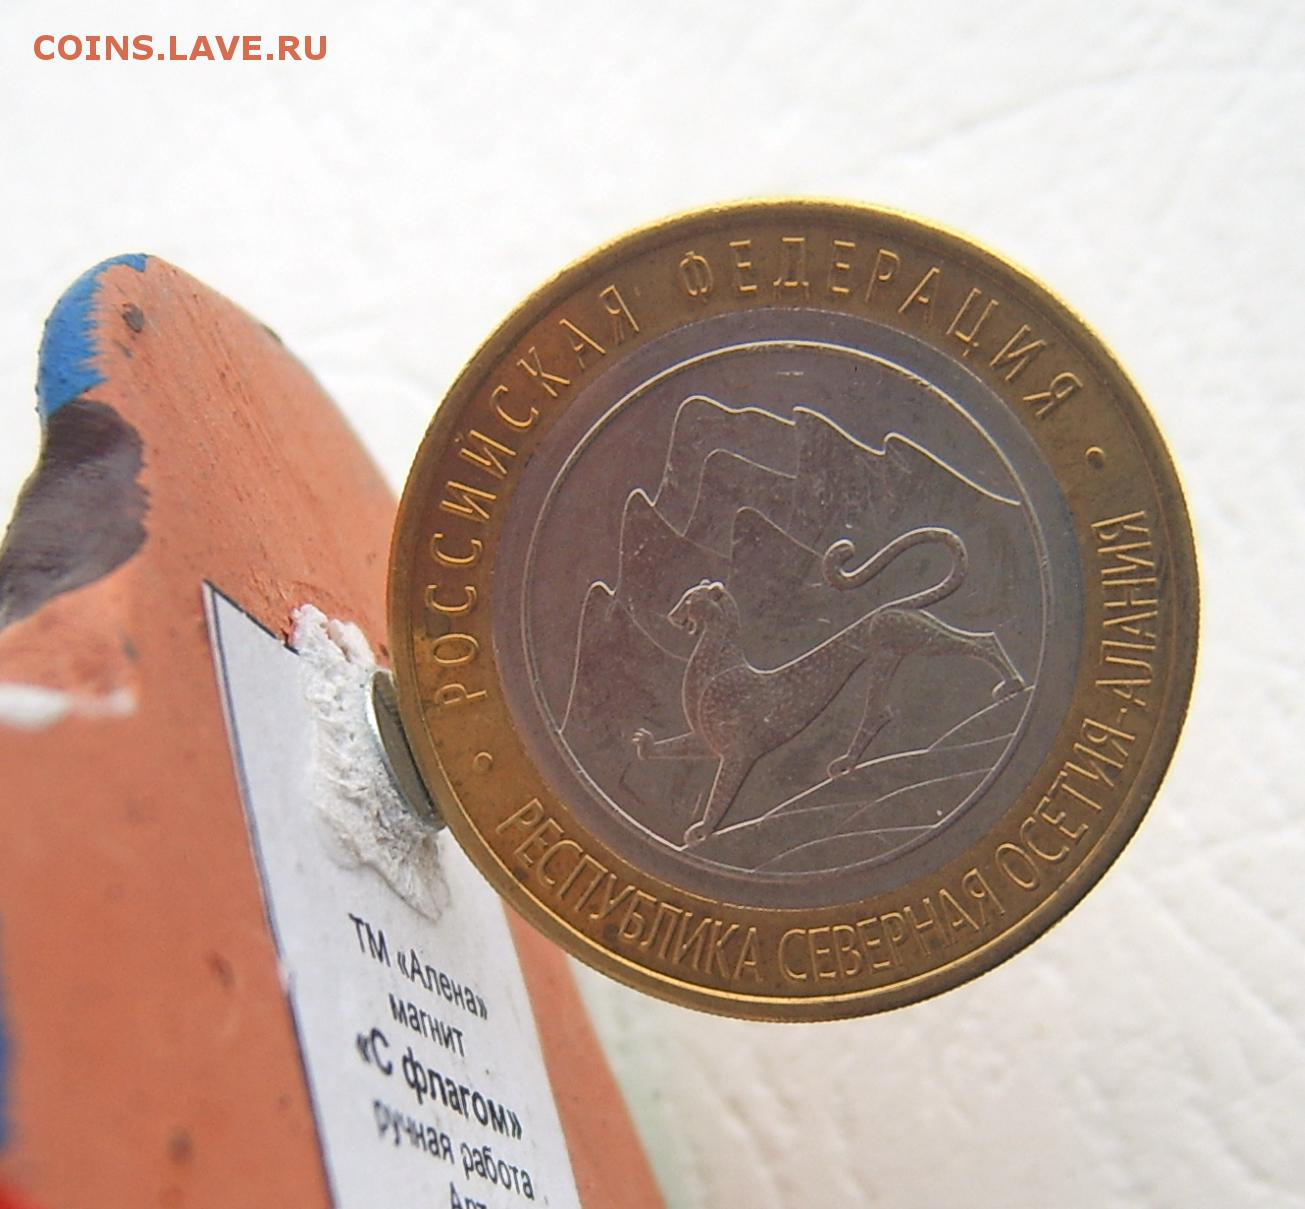 COINS.LAVE.RU
РОССИЙСКАЯ ФЕДЕРАЦИЯ
РЕСПУБЛИКА СЕВЕРНАЯ ОСЕТИЯ-АЛАНИЯ
ТМ «Алена»
магнит
«С флагом»
ручная работа